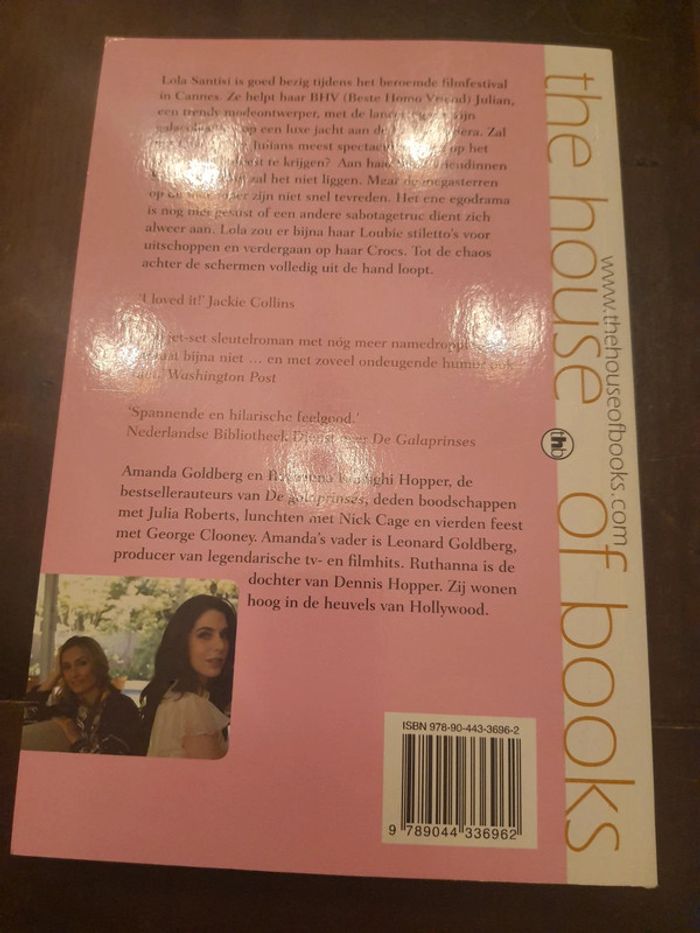 Lola Santisi is goed bezig tijdens het beroemde filmfestival
in Cannes. Ze helpt haar BHV (Beste Homo Vriend) Julian,
een trendy modeontwerper, met de op een luxe jacht aan Zal
Julians meest op het
te krijgen? Aan
zal het niet liggen. Maar de megasterren
op zijn niet snel tevreden. Het ene egodrama
is nog niet gesust of een andere sabotagetruc dient zich
alweer aan. Lola zou er bijna haar Loubie stiletto's voor
uitschoppen en verdergaan op haar Crocs. Tot de chaos
achter de schermen volledig uit de hand loopt.
'I loved it!' Jackie Collins
jet-set sleutelroman met nóg meer
bijna niet ... en met zoveel ondeugende humor ook
Washington Post
'Spannende en hilarische feelgood.'
Nederlandse Bibliotheek Dienst over De Galaprinses
Amanda Goldberg en Hopper, de
bestsellerauteurs van De galaprinses, deden boodschappen
met Julia Roberts, lunchten met Nick Cage en vierden feest
met George Clooney. Amanda's vader is Leonard Goldberg,
producer van legendarische tv- en filmhits. Ruthanna is de
dochter van Dennis Hopper. Zij wonen
hoog in de heuvels van Hollywood.
ISBN 978-90-443-3696-2
9 789044 336962
the house of books
thb
www.thehouseofbooks.com